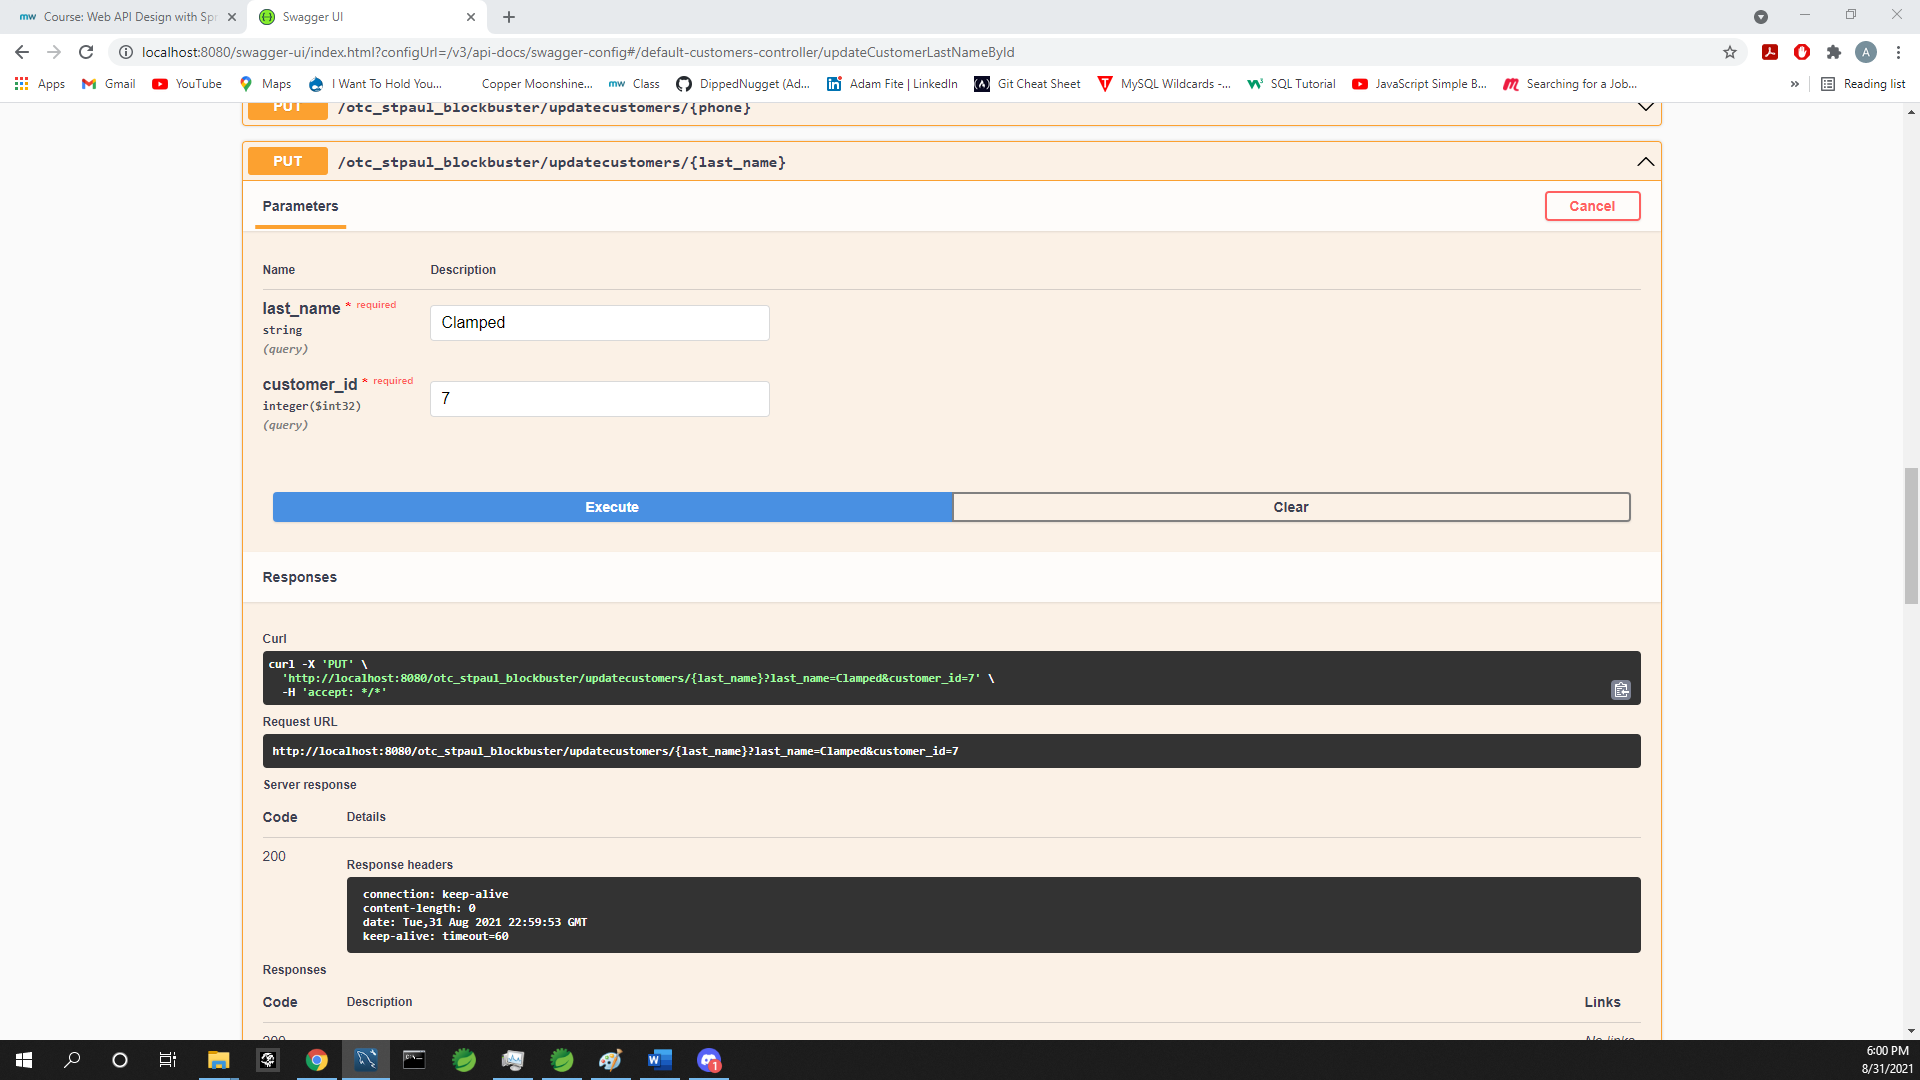 mw Course: Web API Design with Spr
Swagger UI
localhost:8080/swagger-ui/index.html?configUrl=/v3/api-docs/swagger-config#/default-customers-controller/updateCustomerLastNameById
A
Apps
Gmail
YouTube
Maps
I Want To Hold You...
Copper Moonshine...
mw Class
DippedNugget (Ad...
Adam Fite | LinkedIn
Git Cheat Sheet
MySQL Wildcards -...
SQL Tutorial
JavaScript Simple B...
Searching for a Job...
»
Reading list
PUT /otc_stpaul_blockbuster/updatecustomers/{phone}
PUT /otc_stpaul_blockbuster/updatecustomers/{last_name}
Parameters
Cancel
Name Description
last_name * required
string
(query)
Clamped
customer_id * required
integer($int32)
(query)
7
Execute
Clear
Responses
Curl
curl -X 'PUT' \
'http://localhost:8080/otc_stpaul_blockbuster/updatecustomers/{last_name}?last_name=Clamped&customer_id=7' \
-H 'accept: */*'
Request URL
http://localhost:8080/otc_stpaul_blockbuster/updatecustomers/{last_name}?last_name=Clamped&customer_id=7
Server response
Code Details
200
Response headers
connection: keep-alive
content-length: 0
date: Tue,31 Aug 2021 22:59:53 GMT
keep-alive: timeout=60
Responses
Code Description Links
200 No links
1
6:00 PM
8/31/2021